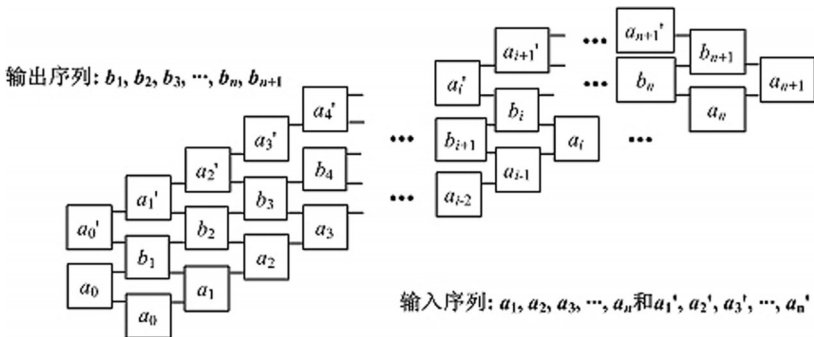 输出序列: b₁, b₂, b₃, ···, bₙ, bₙ₊₁
aₙ₊₁'
aᵢ₊₁' ··· bₙ₊₁
aᵢ' ··· bₙ aₙ₊₁
a₄' bᵢ aₙ
a₃' ··· bᵢ₊₁ aᵢ ···
a₂' b₄ aᵢ₋₁
a₁' b₃ ··· aᵢ₋₂
a₀' b₂ a₃
b₁ a₂
a₀ a₁
a₀
输入序列: a₁, a₂, a₃, ···, aₙ和a₁', a₂', a₃', ···, aₙ'